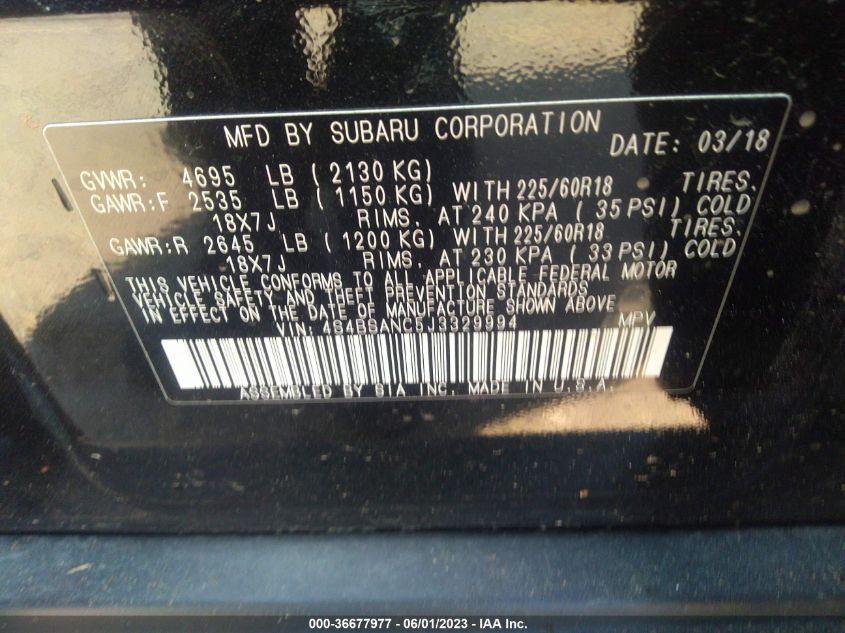 MFD BY SUBARU CORPORATION DATE: 03/18
GVWR: 4695 LB ( 2130 KG)
GAWR:F 2535 LB ( 1150 KG) WITH 225/60R18 TIRES.
18X7J RIMS. AT 240 KPA ( 35 PSI) COLD
GAWR:R 2645 LB ( 1200 KG) WITH 225/60R18 TIRES.
18X7J RIMS. AT 230 KPA ( 33 PSI) COLD
THIS VEHICLE CONFORMS TO ALL APPLICABLE FEDERAL MOTOR
VEHICLE SAFETY AND THEFT PREVENTION STANDARDS
IN EFFECT ON THE DATE OF MANUFACTURE SHOWN ABOVE
VIN. 4S4BSANC5J3329994 MPV
ASSEMBLED BY SIA INC. MADE IN U.S.A.
000-36677977 - 06/01/2023 - IAA Inc.